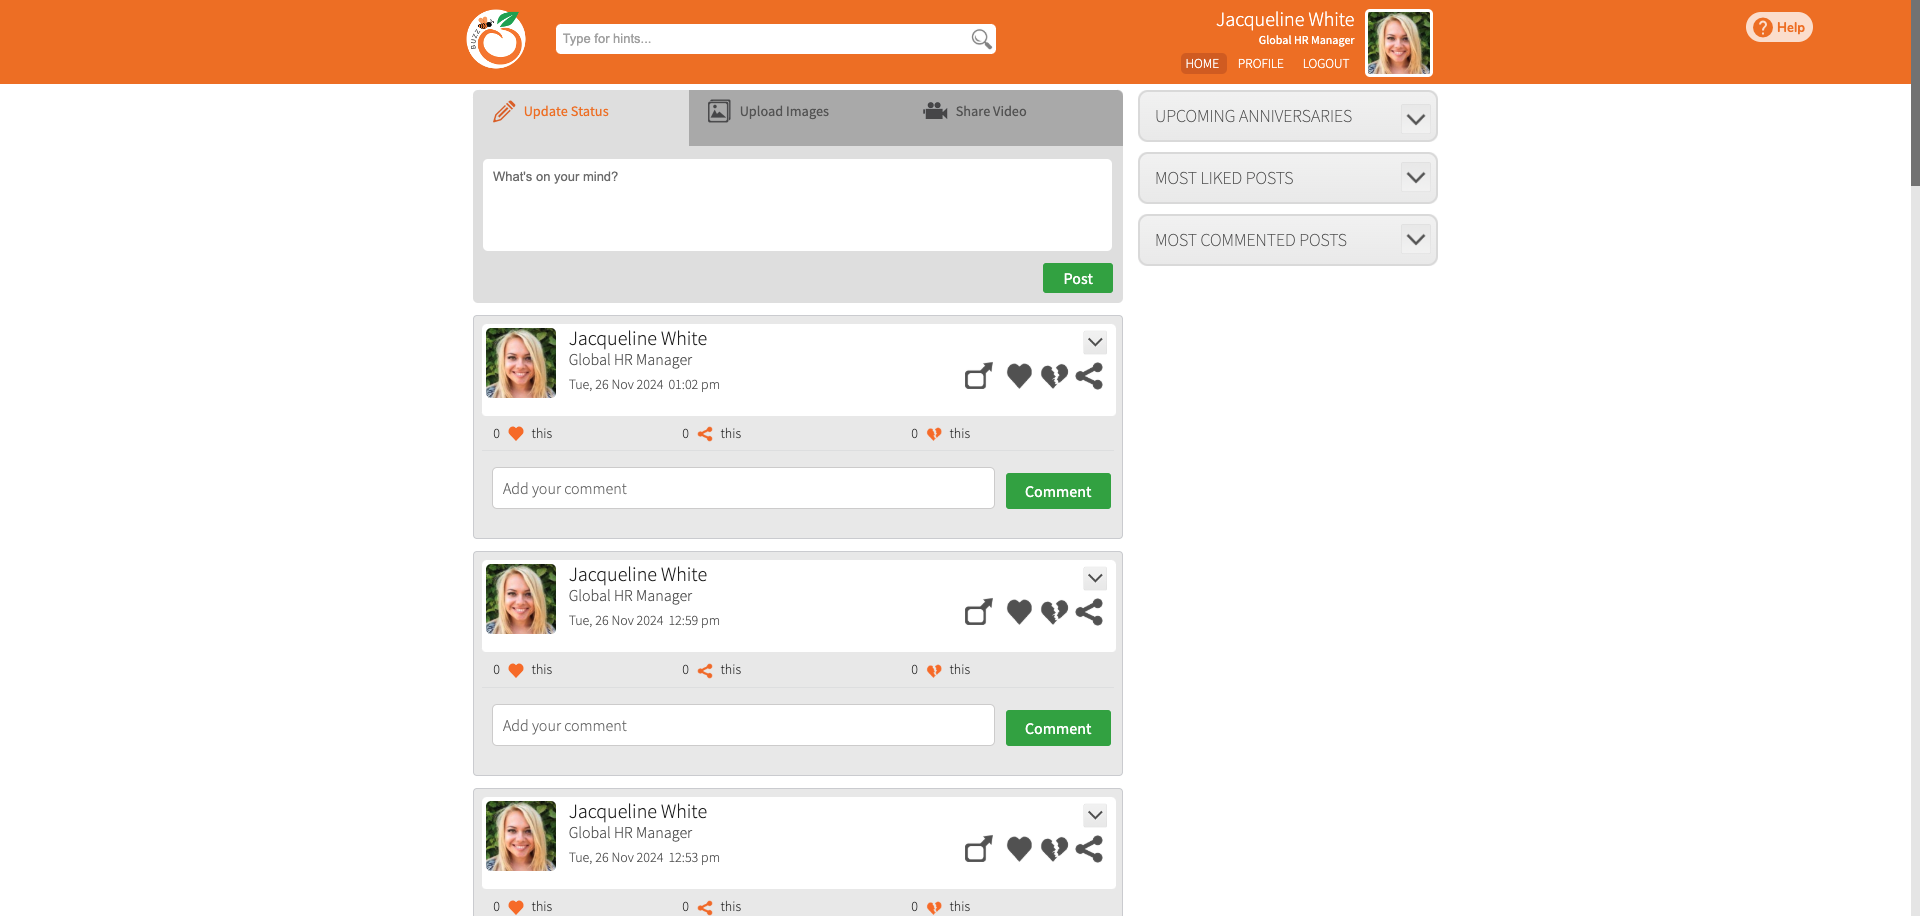 BUZZ
Type for hints...
Jacqueline White
Global HR Manager
HOME PROFILE LOGOUT
Help
Update Status
Upload Images
Share Video
What's on your mind?
Post
UPCOMING ANNIVERSARIES
MOST LIKED POSTS
MOST COMMENTED POSTS
Jacqueline White
Global HR Manager
Tue, 26 Nov 2024 01:02 pm
0 this 0 this 0 this
Add your comment
Comment
Jacqueline White
Global HR Manager
Tue, 26 Nov 2024 12:59 pm
0 this 0 this 0 this
Add your comment
Comment
Jacqueline White
Global HR Manager
Tue, 26 Nov 2024 12:53 pm
0 this 0 this 0 this